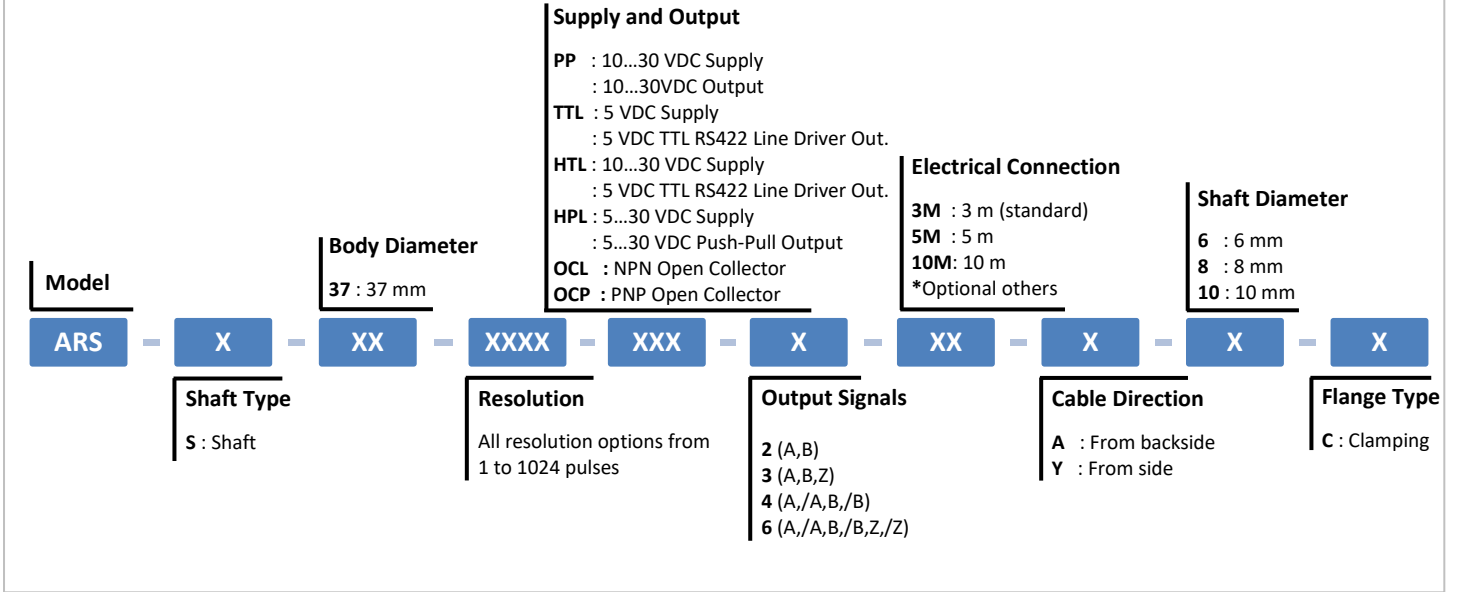 Supply and Output
PP : 10...30 VDC Supply
: 10...30VDC Output
TTL : 5 VDC Supply
: 5 VDC TTL RS422 Line Driver Out.
HTL : 10...30 VDC Supply
: 5 VDC TTL RS422 Line Driver Out.
HPL : 5...30 VDC Supply
: 5...30 VDC Push-Pull Output
OCL : NPN Open Collector
OCP : PNP Open Collector
Electrical Connection
3M : 3 m (standard)
5M : 5 m
10M: 10 m
*Optional others
Shaft Diameter
6 : 6 mm
8 : 8 mm
10 : 10 mm
Body Diameter
37 : 37 mm
Model
ARS - X - XX - XXXX - XXX - X - XX - X - X - X
Shaft Type
S : Shaft
Resolution
All resolution options from
1 to 1024 pulses
Output Signals
2 (A,B)
3 (A,B,Z)
4 (A,/A,B,/B)
6 (A,/A,B,/B,Z,/Z)
Cable Direction
A : From backside
Y : From side
Flange Type
C : Clamping